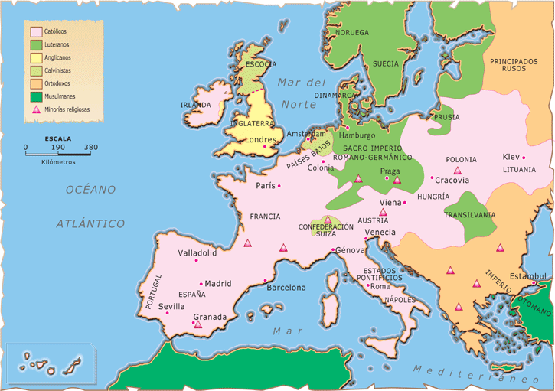 Católicos
Luteranos
Anglicanos
Calvinistas
Ortodoxos
Musulmanes
Minorías religiosas
ESCALA
0 190 380
Kilómetros
NORUEGA
SUECIA
PRINCIPADOS
RUSOS
ESCOCIA
Mar del
Norte
DINAMARCA
IRLANDA
INGLATERRA
Londres
Amsterdam
Hamburgo
PRUSIA
PAÍSES BAJOS
SACRO IMPERIO
ROMANO-GERMÁNICO
POLONIA
Kiev
LITUANIA
Colonia
Praga
Cracovia
París
Viena
HUNGRÍA
OCÉANO
ATLÁNTICO
FRANCIA
CONFEDERACIÓN
SUIZA
AUSTRIA
TRANSILVANIA
Venecia
Génova
Valladolid
ESTADOS
PONTIFICIOS
Madrid
Barcelona
Roma
IMPERIO OTOMANO
Estanbul
PORTUGAL
ESPAÑA
NÁPOLES
Sevilla
Granada
Mar
Mediterráneo